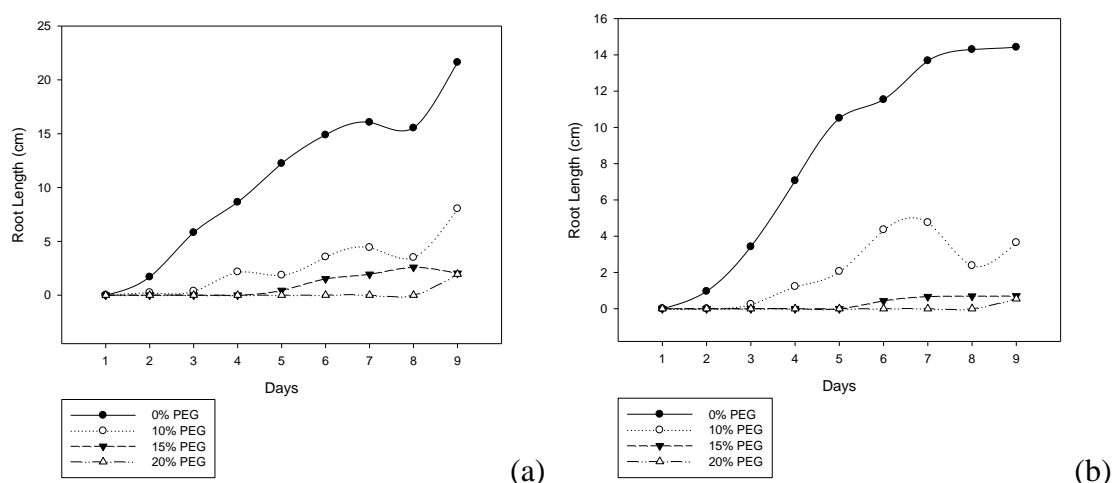 25
20
15
10
5
0
Root Length (cm)
1 2 3 4 5 6 7 8 9
Days
0% PEG
10% PEG
15% PEG
20% PEG
(a)
16
14
12
10
8
6
4
2
0
Root Length (cm)
1 2 3 4 5 6 7 8 9
Days
0% PEG
10% PEG
15% PEG
20% PEG
(b)